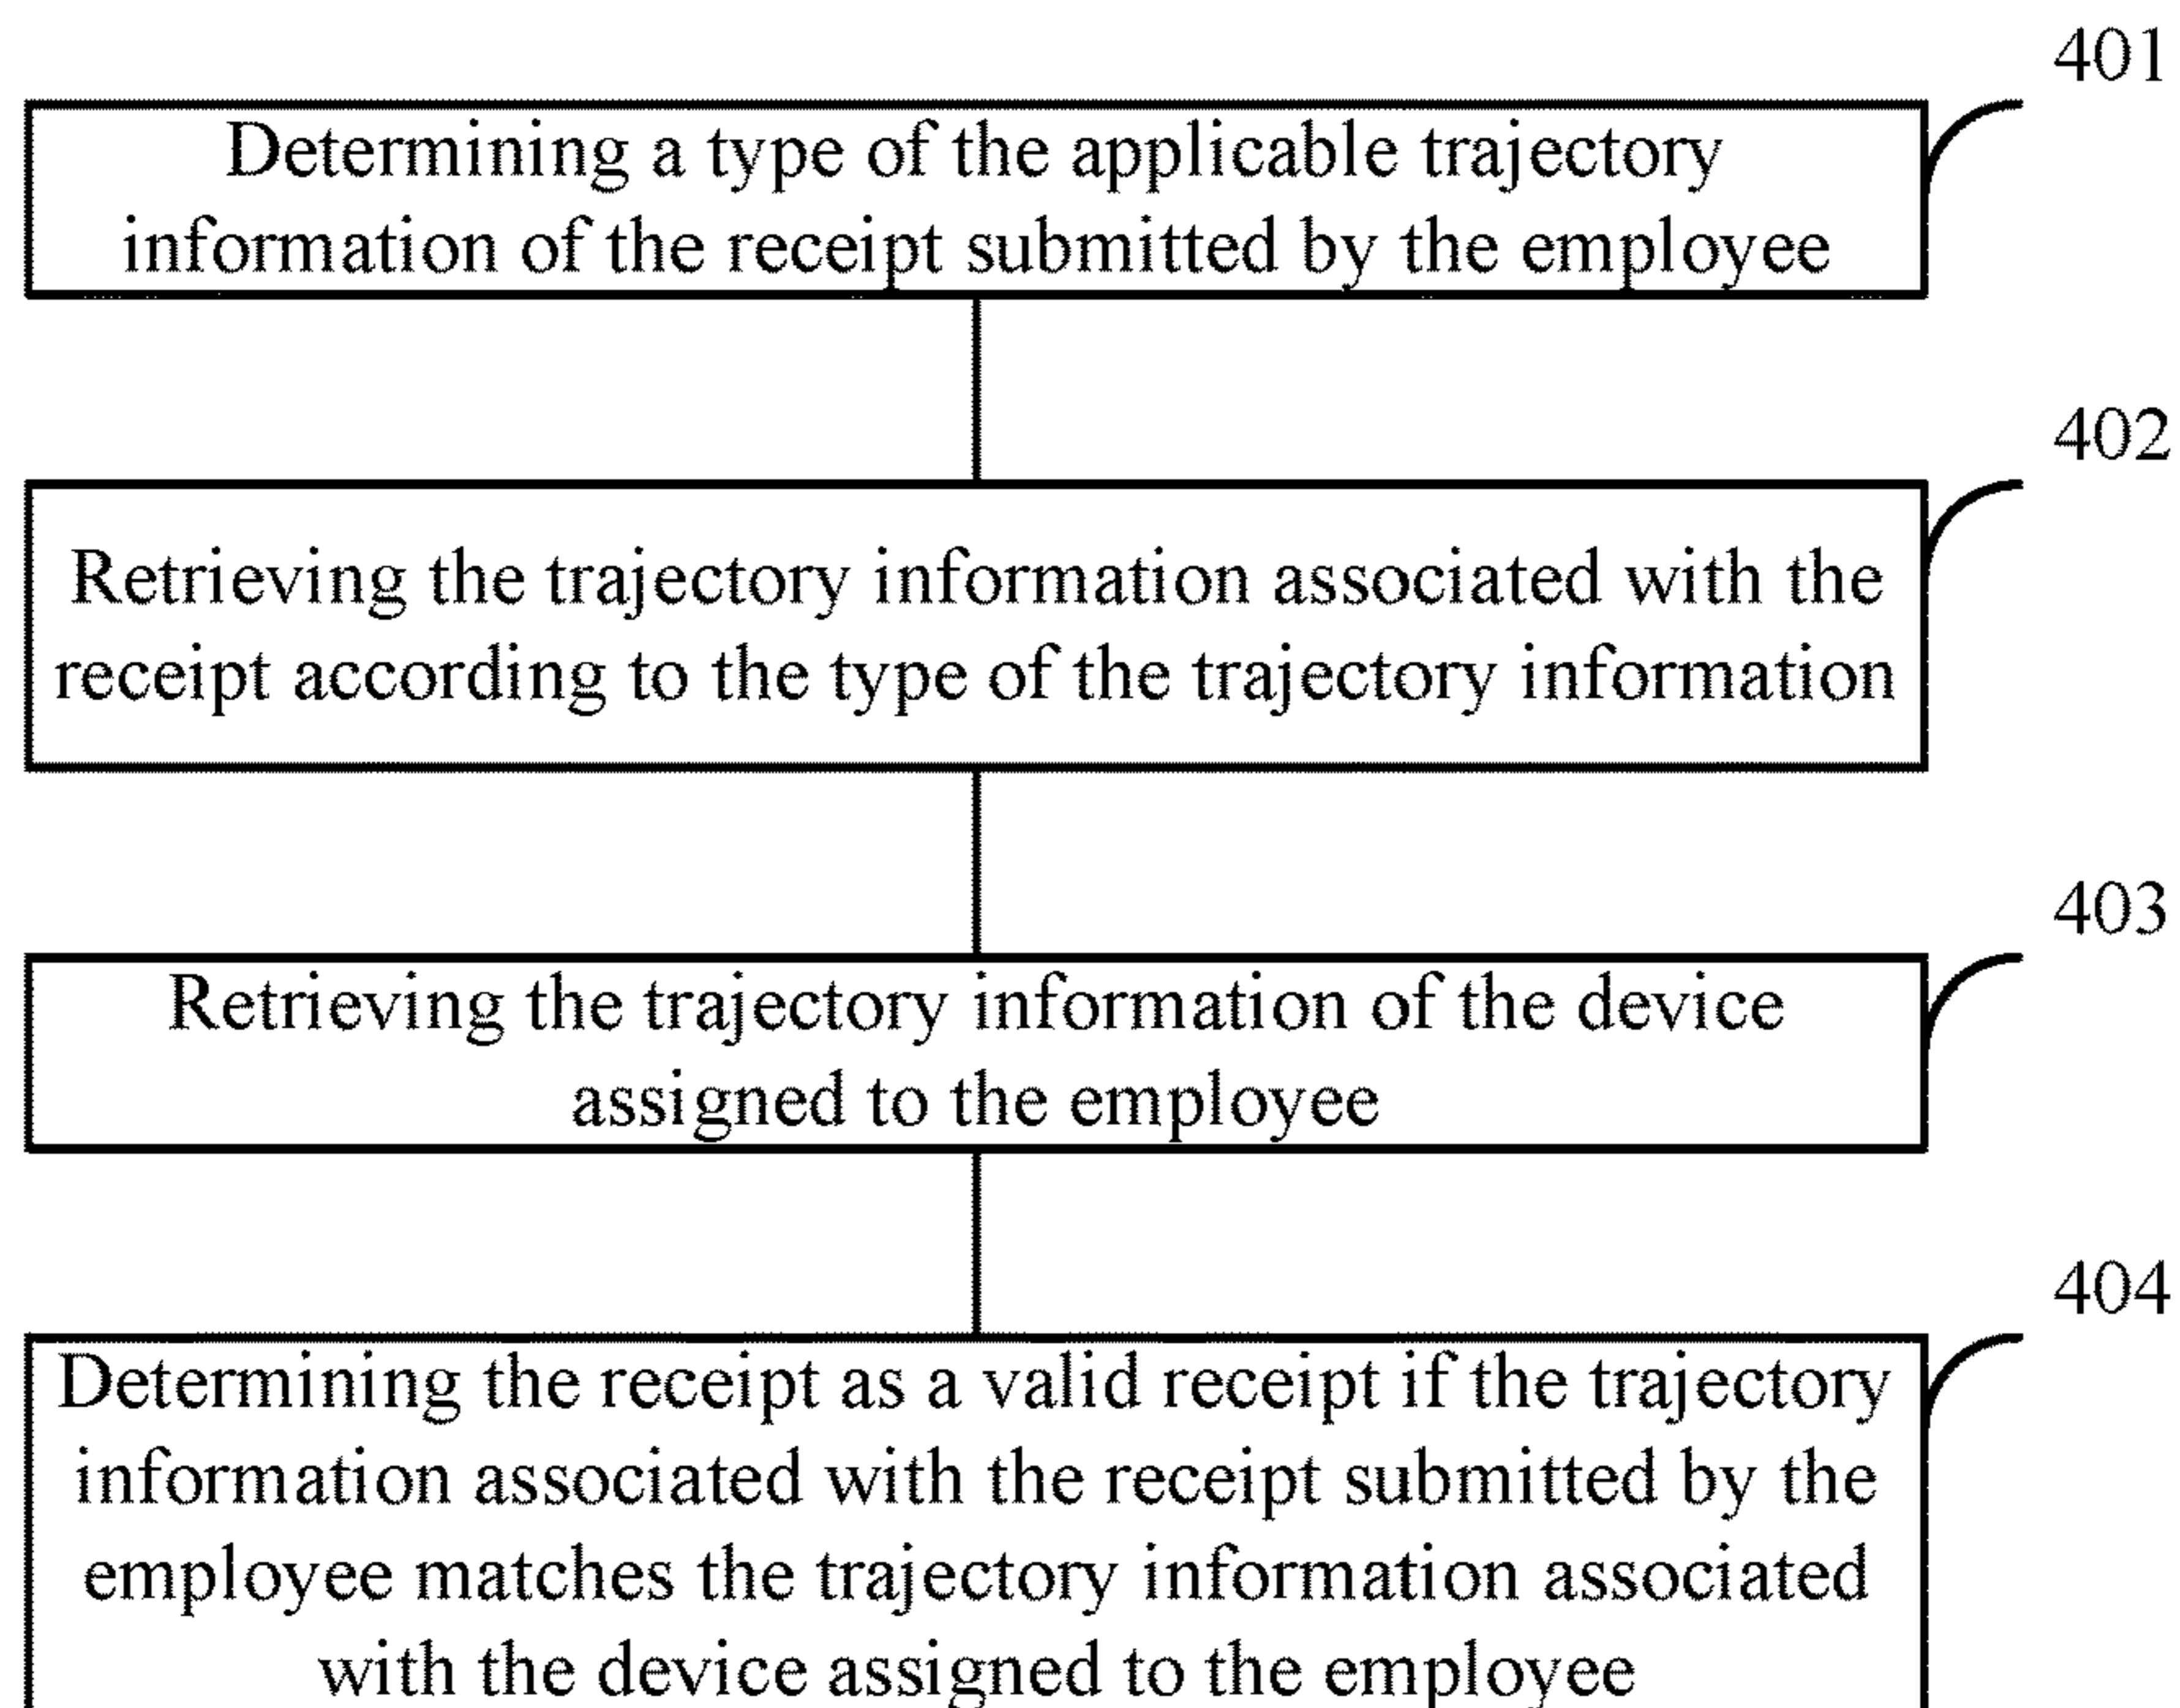 401
Determining a type of the applicable trajectory
information of the receipt submitted by the employee
402
Retrieving the trajectory information associated with the
receipt according to the type of the trajectory information
403
Retrieving the trajectory information of the device
assigned to the employee
404
Determining the receipt as a valid receipt if the trajectory
information associated with the receipt submitted by the
employee matches the trajectory information associated
with the device assigned to the employee